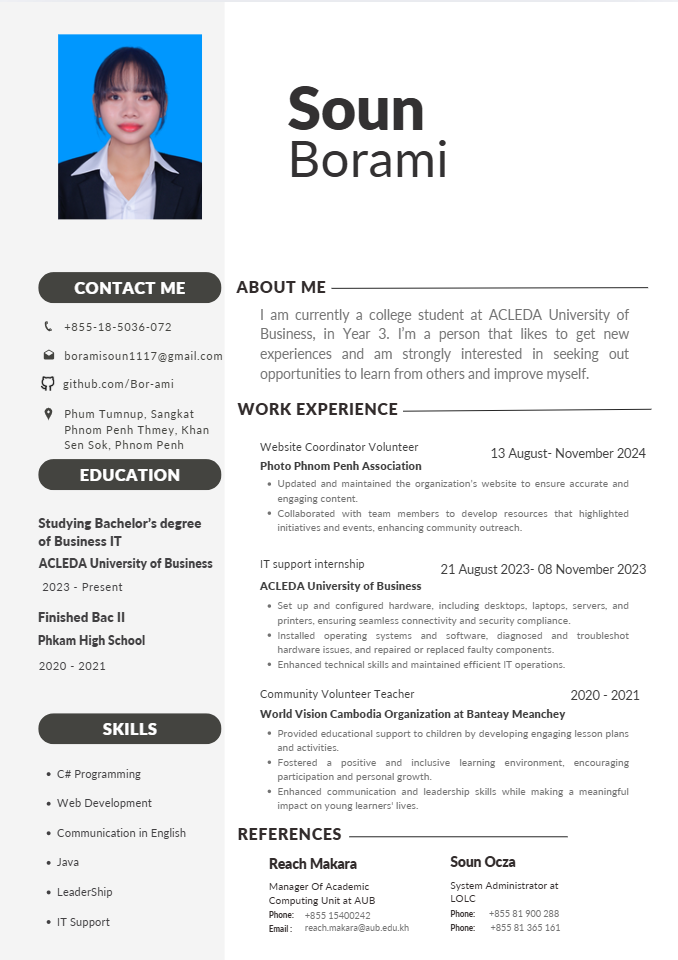 Soun
Borami
CONTACT ME
+855-18-5036-072
boramisoun1117@gmail.com
github.com/Bor-ami
Phum Tumnup, Sangkat
Phnom Penh Thmey, Khan
Sen Sok, Phnom Penh
EDUCATION
Studying Bachelor's degree
of Business IT
ACLEDA University of Business
2023 - Present
Finished Bac II
Phkam High School
2020 - 2021
SKILLS
• C# Programming
• Web Development
• Communication in English
• Java
• LeaderShip
• IT Support
ABOUT ME
I am currently a college student at ACLEDA University of
Business, in Year 3. I'm a person that likes to get new
experiences and am strongly interested in seeking out
opportunities to learn from others and improve myself.
WORK EXPERIENCE
Website Coordinator Volunteer
13 August- November 2024
Photo Phnom Penh Association
• Updated and maintained the organization's website to ensure accurate and
engaging content.
• Collaborated with team members to develop resources that highlighted
initiatives and events, enhancing community outreach.
IT support internship
21 August 2023- 08 November 2023
ACLEDA University of Business
• Set up and configured hardware, including desktops, laptops, servers, and
printers, ensuring seamless connectivity and security compliance.
• Installed operating systems and software, diagnosed and troubleshot
hardware issues, and repaired or replaced faulty components.
• Enhanced technical skills and maintained efficient IT operations.
Community Volunteer Teacher
2020 - 2021
World Vision Cambodia Organization at Banteay Meanchey
• Provided educational support to children by developing engaging lesson plans
and activities.
• Fostered a positive and inclusive learning environment, encouraging
participation and personal growth.
• Enhanced communication and leadership skills while making a meaningful
impact on young learners' lives.
REFERENCES
Reach Makara
Manager Of Academic
Computing Unit at AUB
Phone: +855 15400242
Email : reach.makara@aub.edu.kh
Soun Ocza
System Administrator at
LOLC
Phone: +855 81 900 288
Phone: +855 81 365 161